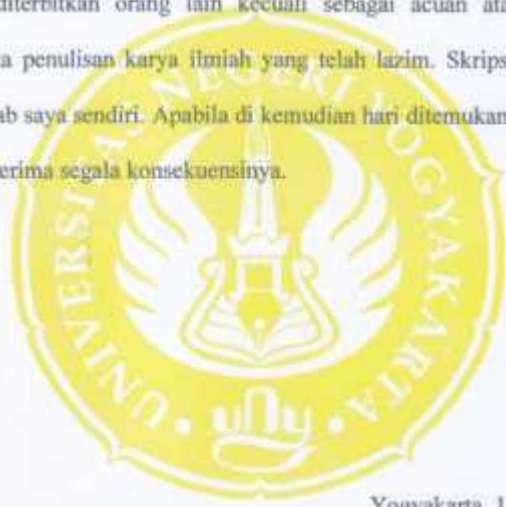 diterbitkan orang lain kecuali sebagai acuan ata
a penulisan karya ilmiah yang telah lazim. Skrips
ab saya sendiri. Apabila di kemudian hari ditemukan
erima segala konsekuensinya.
UNIVERSITAS NEGERI YOGYAKARTA
uny
Yogyakarta, 1